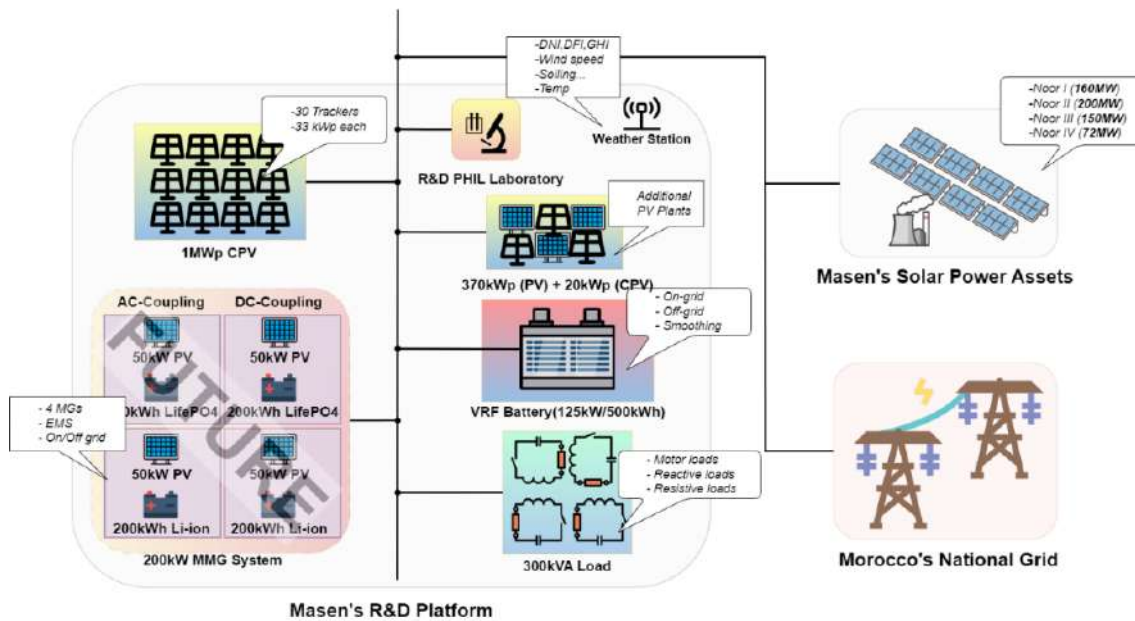 -DNI,DFI,GHI
-Wind speed
-Soiling...
-Temp
Weather Station
-30 Trackers
-33 kWp each
1MWp CPV
R&D PHIL Laboratory
Additional
PV Plants
370kWp (PV) + 20kWp (CPV)
- On-grid
- Off-grid
- Smoothing
VRF Battery(125kW/500kWh)
- Motor loads
- Reactive loads
- Resistive loads
300kVA Load
AC-Coupling
DC-Coupling
50kW PV
50kW PV
kWh LifePO4
200kWh LifePO4
50kW PV
50kW PV
200kWh Li-ion
200kWh Li-ion
FUTURE
- 4 MGs
- EMS
- On/Off grid
200kW MMG System
Masen's R&D Platform
-Noor I (160MW)
-Noor II (200MW)
-Noor III (150MW)
-Noor IV (72MW)
Masen's Solar Power Assets
Morocco's National Grid